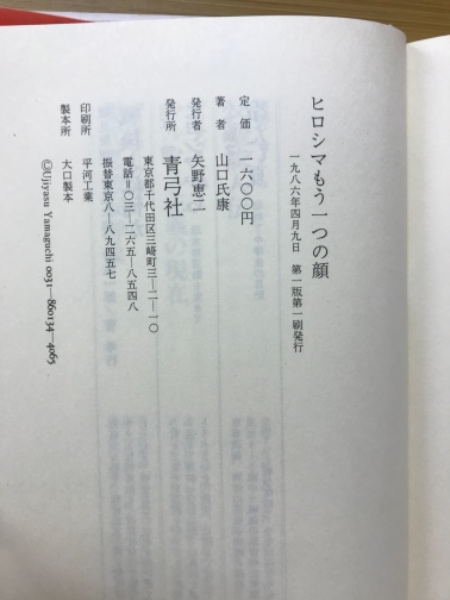 ヒロシマもう一つの顔
一九八六年四月九日　第一版第一刷発行
定　価　一六〇〇円
著　者　山口氏康
発行者　矢野恵二
発行所　青弓社
東京都千代田区三崎町三—二—一〇
電話＝〇三—二六五—八五四八
振替東京八—八九四五七
印刷所　平河工業
製本所　大口製本
©Ujiyasu Yamaguchi 0031—860134—4065